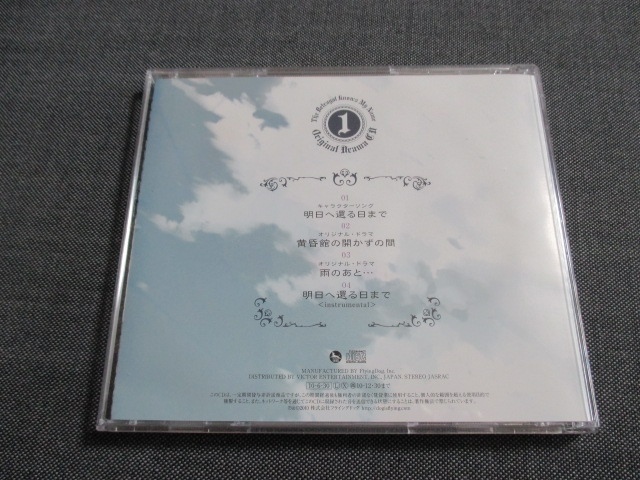 The Betrayal Knows My Name
1
Original Drama CD
01
キャラクターソング
明日へ還る日まで
02
オリジナル・ドラマ
黄昏館の開かずの間
03
オリジナル・ドラマ
雨のあと…
04
明日へ還る日まで
<instrumental>
MANUFACTURED BY FlyingDog, Inc.
DISTRIBUTED BY VICTOR ENTERTAINMENT, INC. JAPAN. STEREO JASRAC